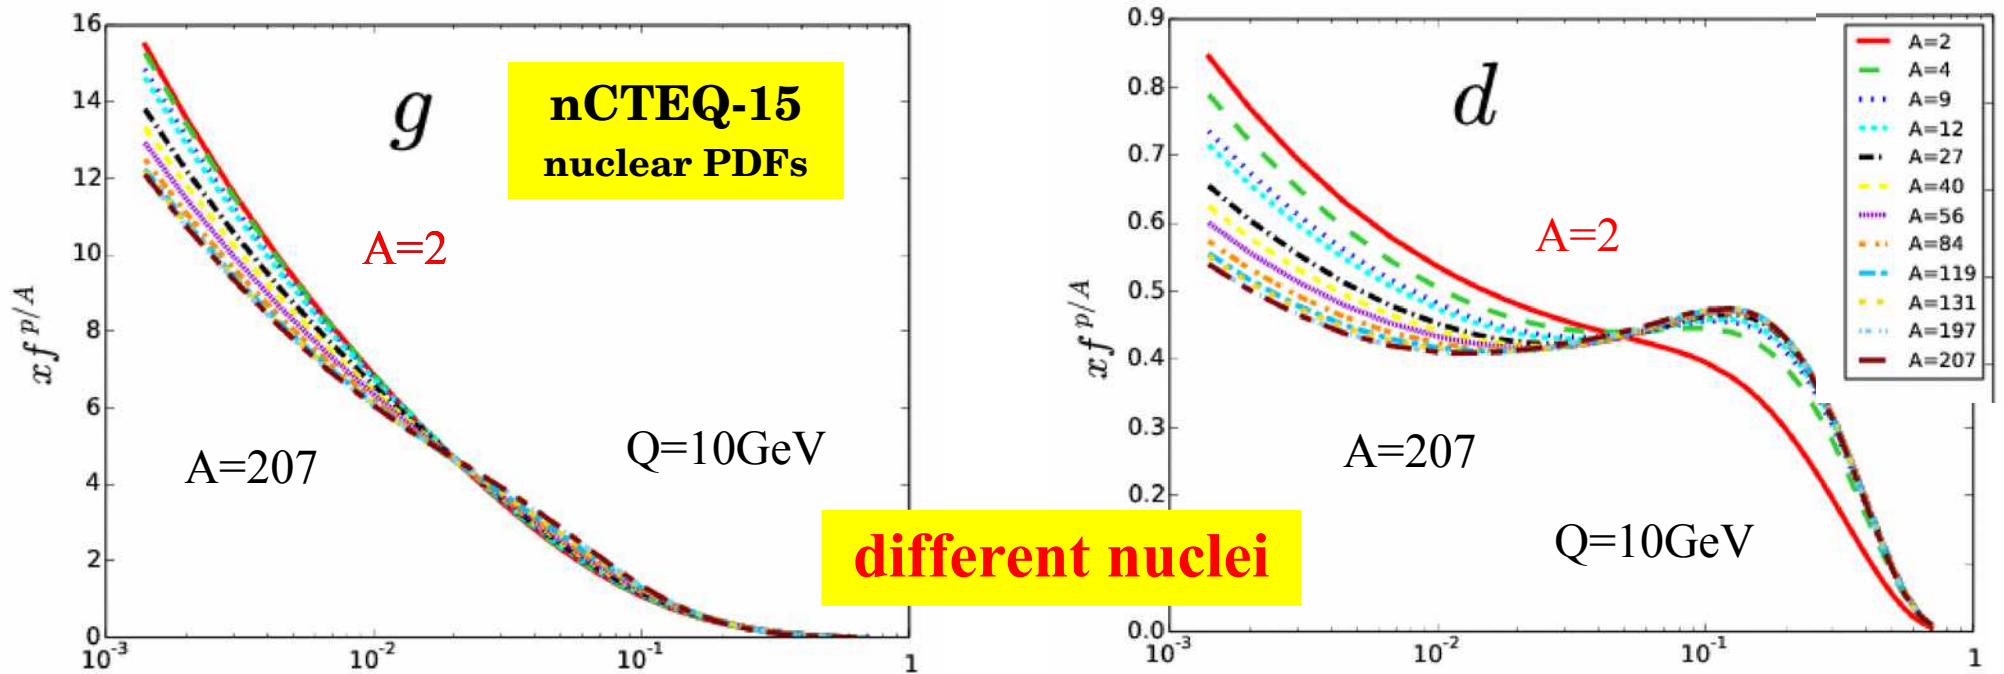 16
14
12
10
8
6
4
2
0
xf^{p/A}
g
nCTEQ-15
nuclear PDFs
A=2
A=207
Q=10GeV
10^{-3}
10^{-2}
10^{-1}
1
different nuclei
0.9
0.8
0.7
0.6
0.5
0.4
0.3
0.2
0.1
0.0
xf^{p/A}
d
A=2
A=207
Q=10GeV
A=2
A=4
A=9
A=12
A=27
A=40
A=56
A=84
A=119
A=131
A=197
A=207
10^{-3}
10^{-2}
10^{-1}
1